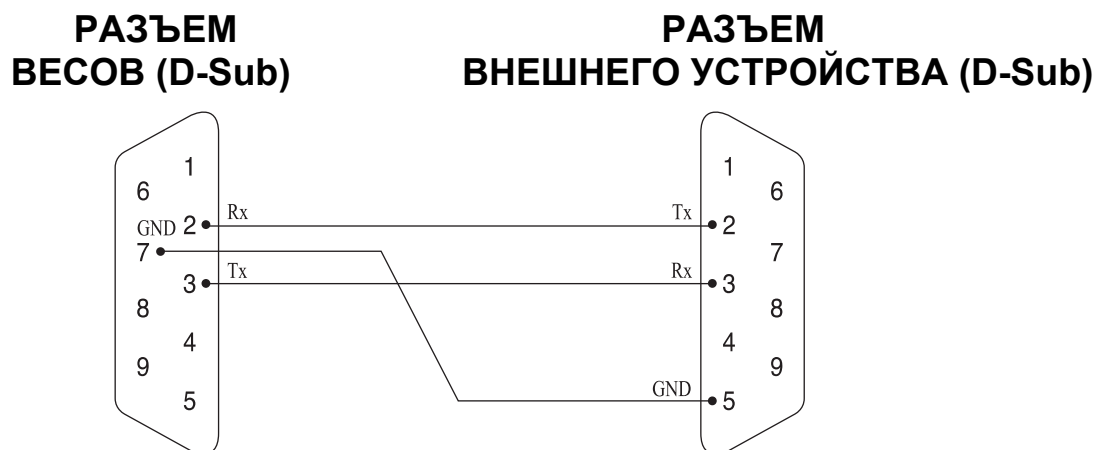 РАЗЪЕМ
ВЕСОВ (D-Sub)
РАЗЪЕМ
ВНЕШНЕГО УСТРОЙСТВА (D-Sub)
1
6
Rx
GND 2
7
Tx
3
8
4
9
5
1
6
Tx
2
7
Rx
3
8
4
9
GND
5